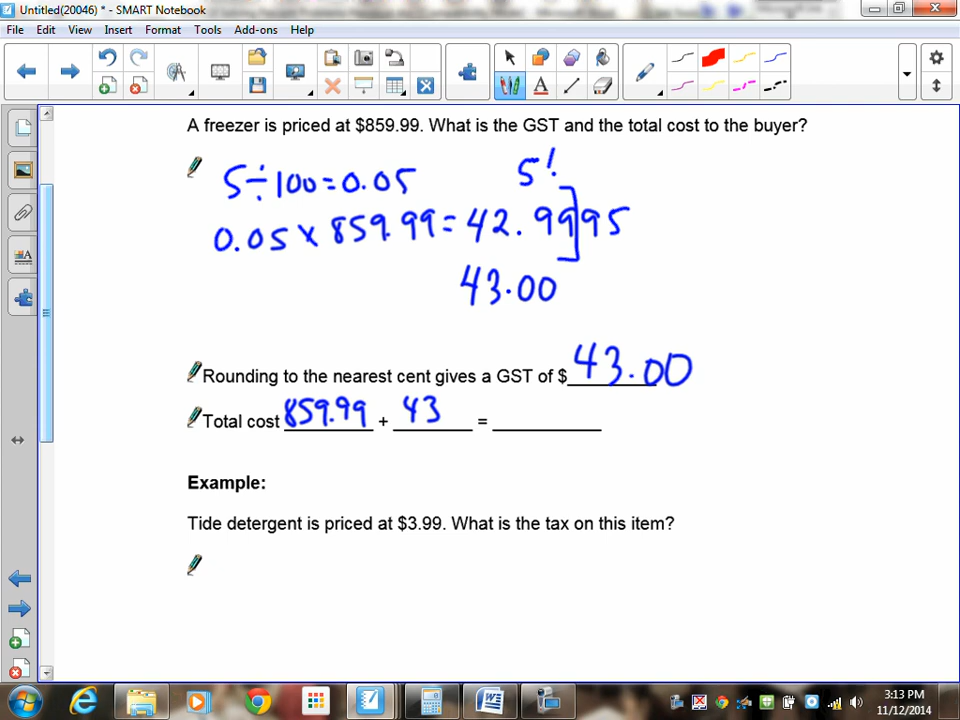 Untitled(20046) * - SMART Notebook
File Edit View Insert Format Tools Add-ons Help
A freezer is priced at $859.99. What is the GST and the total cost to the buyer?
5÷100=0.05
0.05 x 859.99 = 42.9995
43.00
Rounding to the nearest cent gives a GST of $ 43.00
Total cost 859.99 + 43 =
Example:
Tide detergent is priced at $3.99. What is the tax on this item?
3:13 PM
11/12/2014